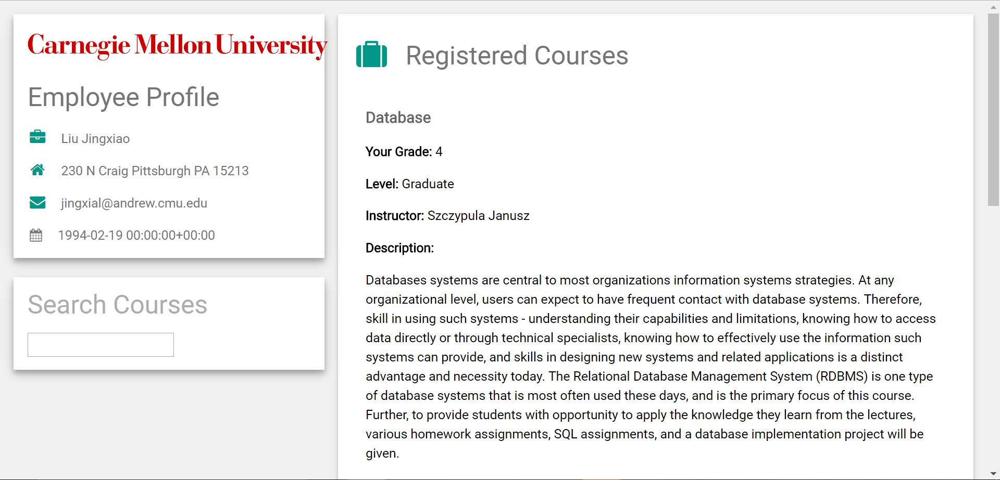 Carnegie Mellon University
Employee Profile
Liu Jingxiao
230 N Craig Pittsburgh PA 15213
jingxial@andrew.cmu.edu
1994-02-19 00:00:00+00:00
Search Courses
Registered Courses
Database
Your Grade: 4
Level: Graduate
Instructor: Szczypula Janusz
Description:
Databases systems are central to most organizations information systems strategies. At any
organizational level, users can expect to have frequent contact with database systems. Therefore,
skill in using such systems - understanding their capabilities and limitations, knowing how to access
data directly or through technical specialists, knowing how to effectively use the information such
systems can provide, and skills in designing new systems and related applications is a distinct
advantage and necessity today. The Relational Database Management System (RDBMS) is one type
of database systems that is most often used these days, and is the primary focus of this course.
Further, to provide students with opportunity to apply the knowledge they learn from the lectures,
various homework assignments, SQL assignments, and a database implementation project will be
given.